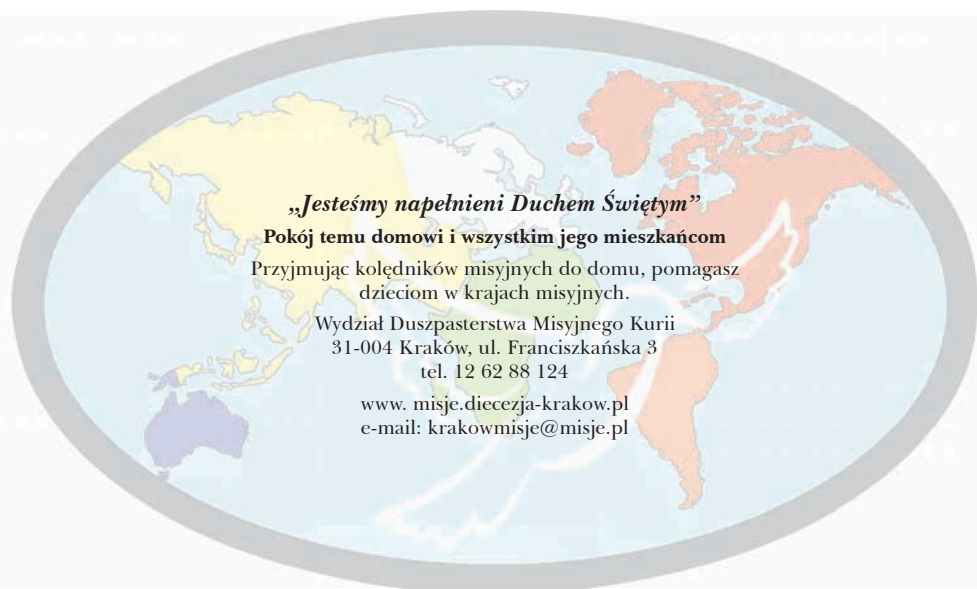 „Jesteśmy napełnieni Duchem Świętym”
Pokój temu domowi i wszystkim jego mieszkańcom
Przyjmując kolędników misyjnych do domu, pomagasz
dzieciom w krajach misyjnych.
Wydział Duszpasterstwa Misyjnego Kurii
31-004 Kraków, ul. Franciszkańska 3
tel. 12 62 88 124
www. misje.diecezja-krakow.pl
e-mail: krakowmisje@misje.pl